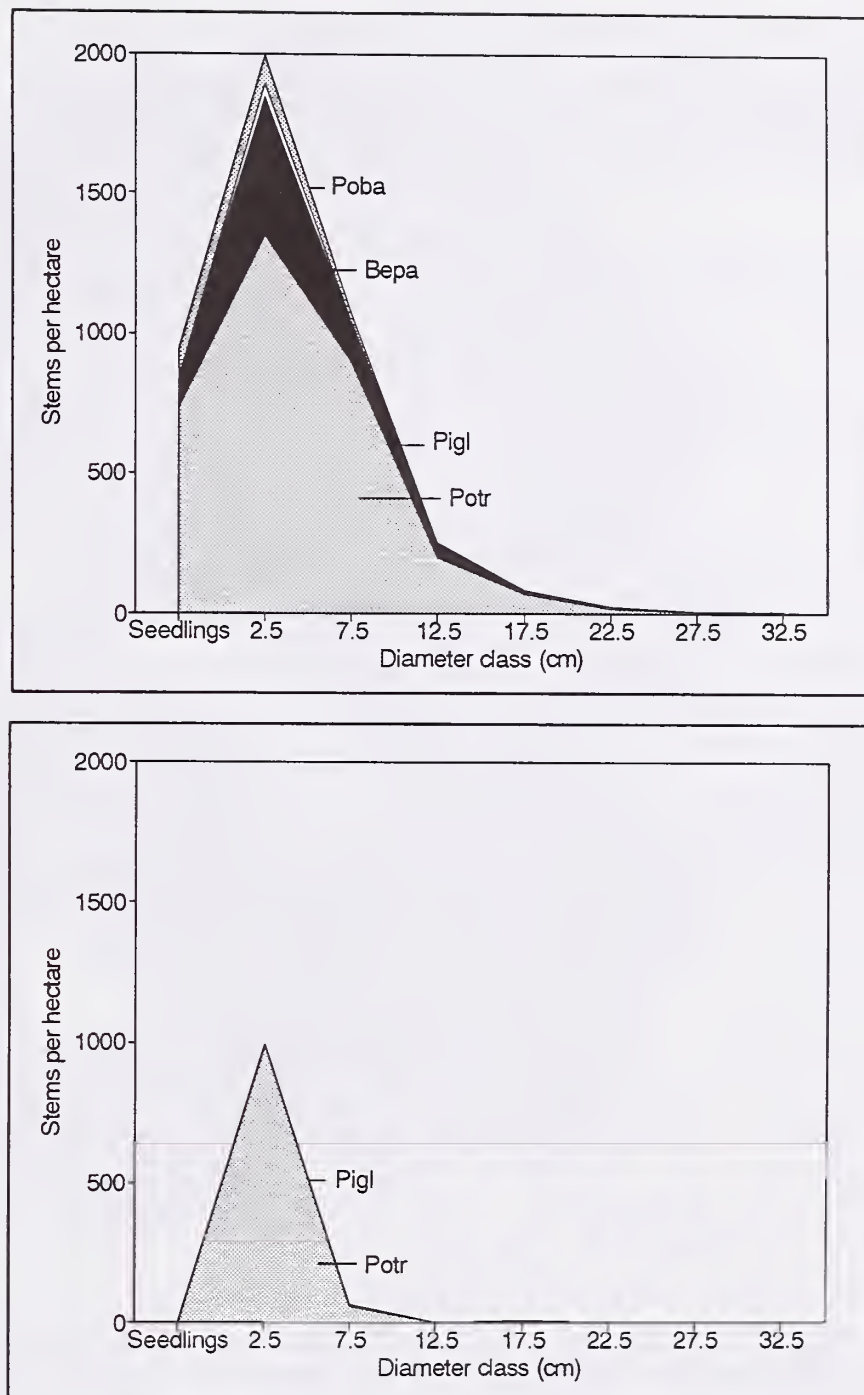 Stems per hectare
2000
1500
1000
500
0
Poba
Bepa
Pigl
Potr
Seedlings 2.5 7.5 12.5 17.5 22.5 27.5 32.5
Diameter class (cm)
Stems per hectare
2000
1500
1000
500
0
Pigl
Potr
Seedlings 2.5 7.5 12.5 17.5 22.5 27.5 32.5
Diameter class (cm)